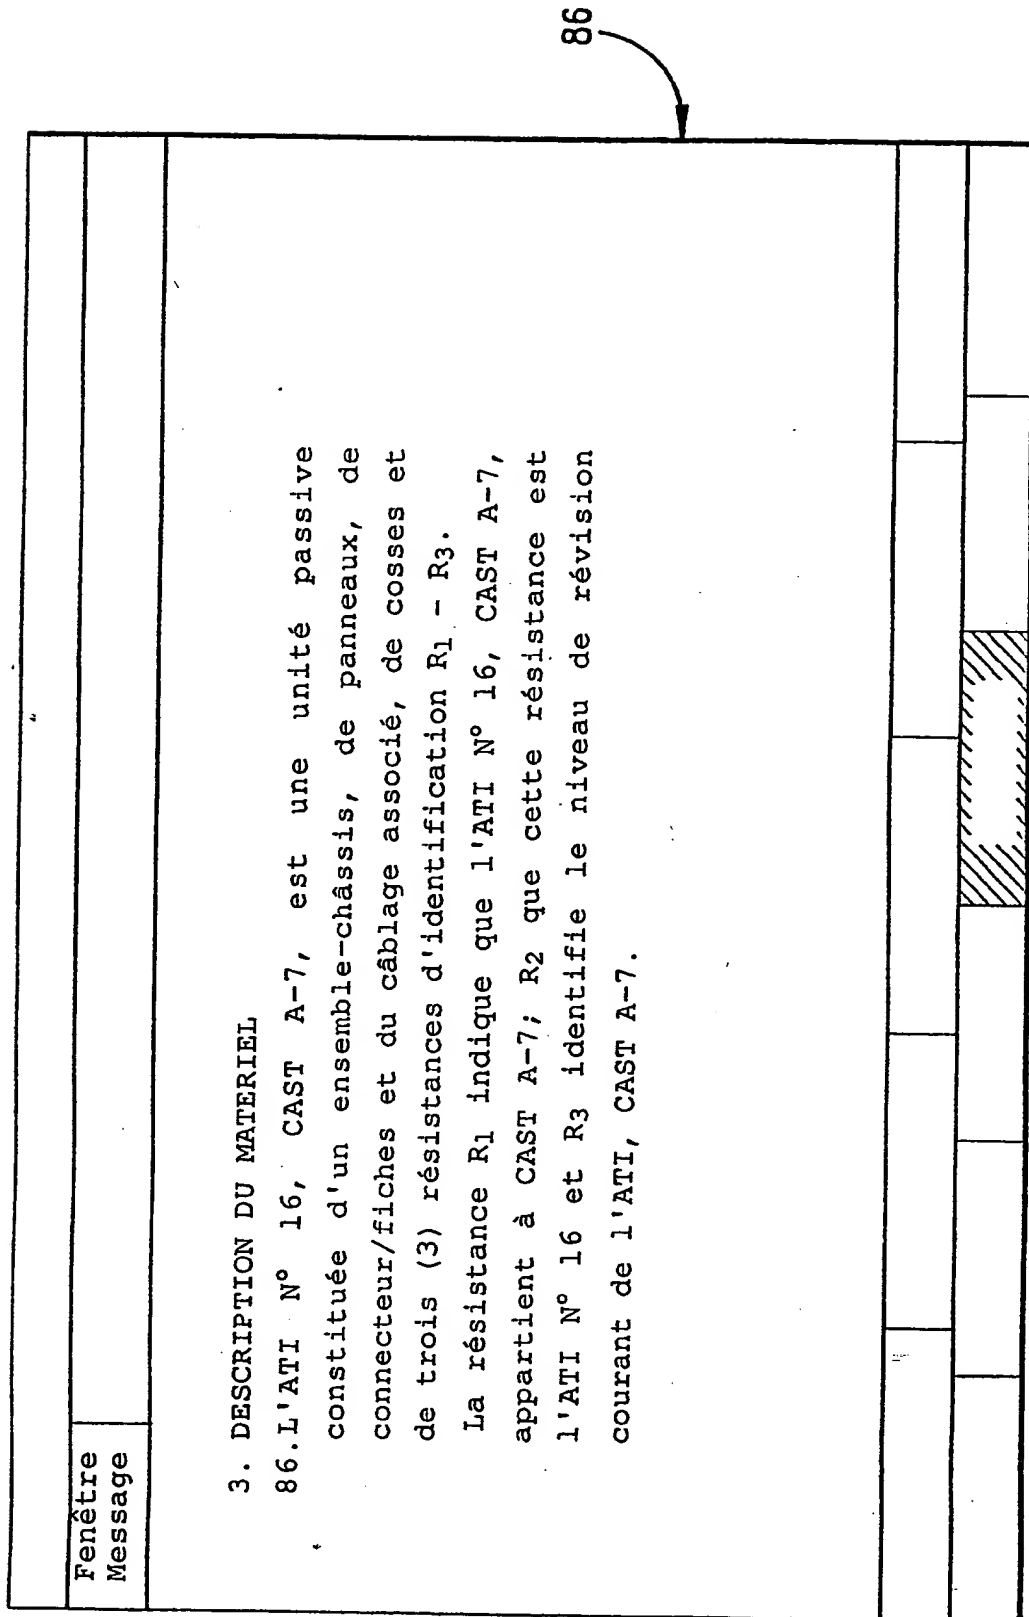 Fenêtre
Message
3. DESCRIPTION DU MATERIEL
86.L'ATI N° 16, CAST A-7, est une unité passive
constituée d'un ensemble-châssis, de panneaux, de
connecteur/fiches et du câblage associé, de cosses et
de trois (3) résistances d'identification R1 - R3.
La résistance R1 indique que l'ATI N° 16, CAST A-7,
appartient à CAST A-7; R2 que cette résistance est
l'ATI N° 16 et R3 identifie le niveau de révision
courant de l'ATI, CAST A-7.
86